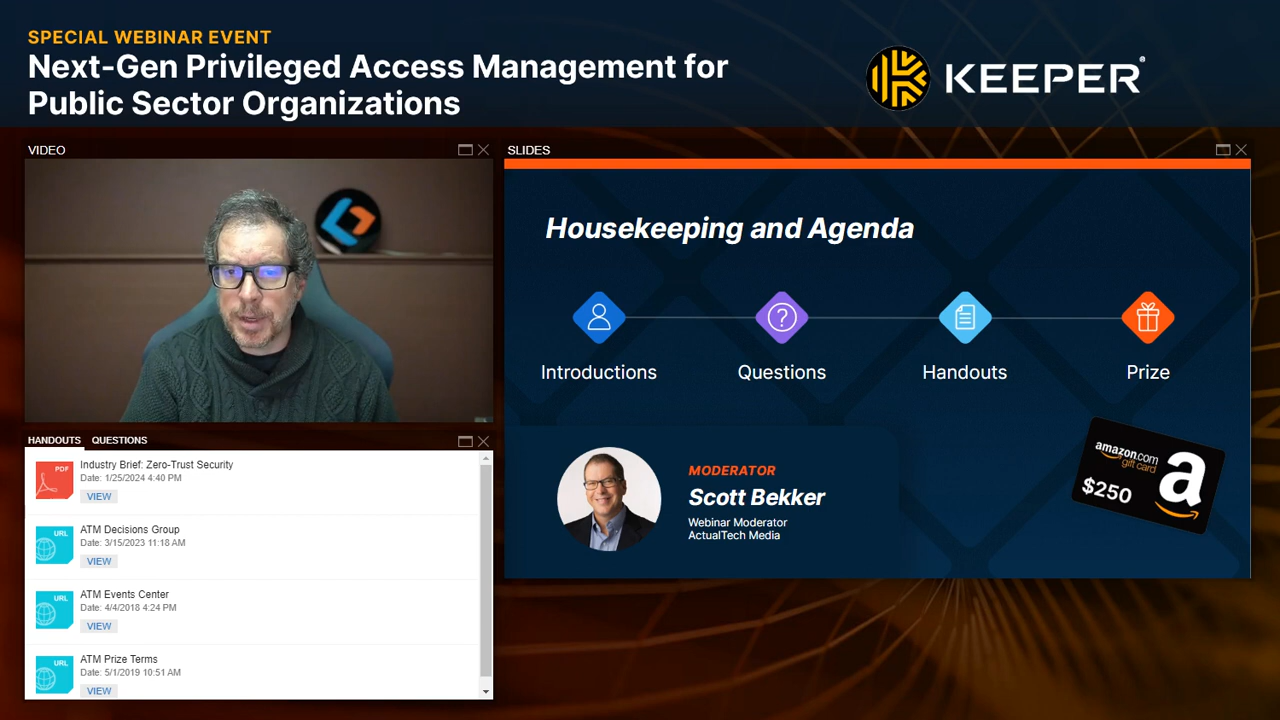 SPECIAL WEBINAR EVENT
Next-Gen Privileged Access Management for
Public Sector Organizations
KEEPER®
VIDEO
SLIDES
Housekeeping and Agenda
?
Introductions
Questions
Handouts
Prize
MODERATOR
Scott Bekker
Webinar Moderator
ActualTech Media
amazon.com
gift card
$250
a
HANDOUTS QUESTIONS
PDF
Industry Brief: Zero-Trust Security
Date: 1/25/2024 4:40 PM
VIEW
URL
ATM Decisions Group
Date: 3/15/2023 11:18 AM
VIEW
URL
ATM Events Center
Date: 4/4/2018 4:24 PM
VIEW
URL
ATM Prize Terms
Date: 5/1/2019 10:51 AM
VIEW